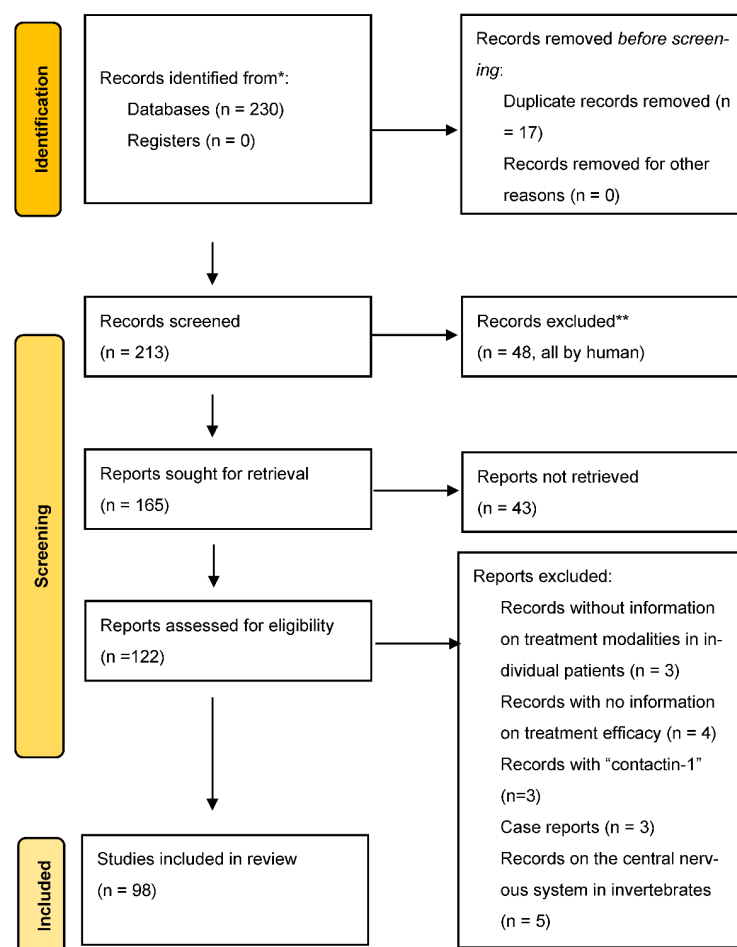 Identification
Records identified from*:
Databases (n = 230)
Registers (n = 0)
Records removed before screen-
ing:
Duplicate records removed (n
= 17)
Records removed for other
reasons (n = 0)
Screening
Records screened
(n = 213)
Records excluded**
(n = 48, all by human)
Reports sought for retrieval
(n = 165)
Reports not retrieved
(n = 43)
Reports assessed for eligibility
(n =122)
Reports excluded:
Records without information
on treatment modalities in in-
dividual patients (n = 3)
Records with no information
on treatment efficacy (n = 4)
Records with “contactin-1”
(n=3)
Case reports (n = 3)
Records on the central nerv-
ous system in invertebrates
(n = 5)
Included
Studies included in review
(n = 98)